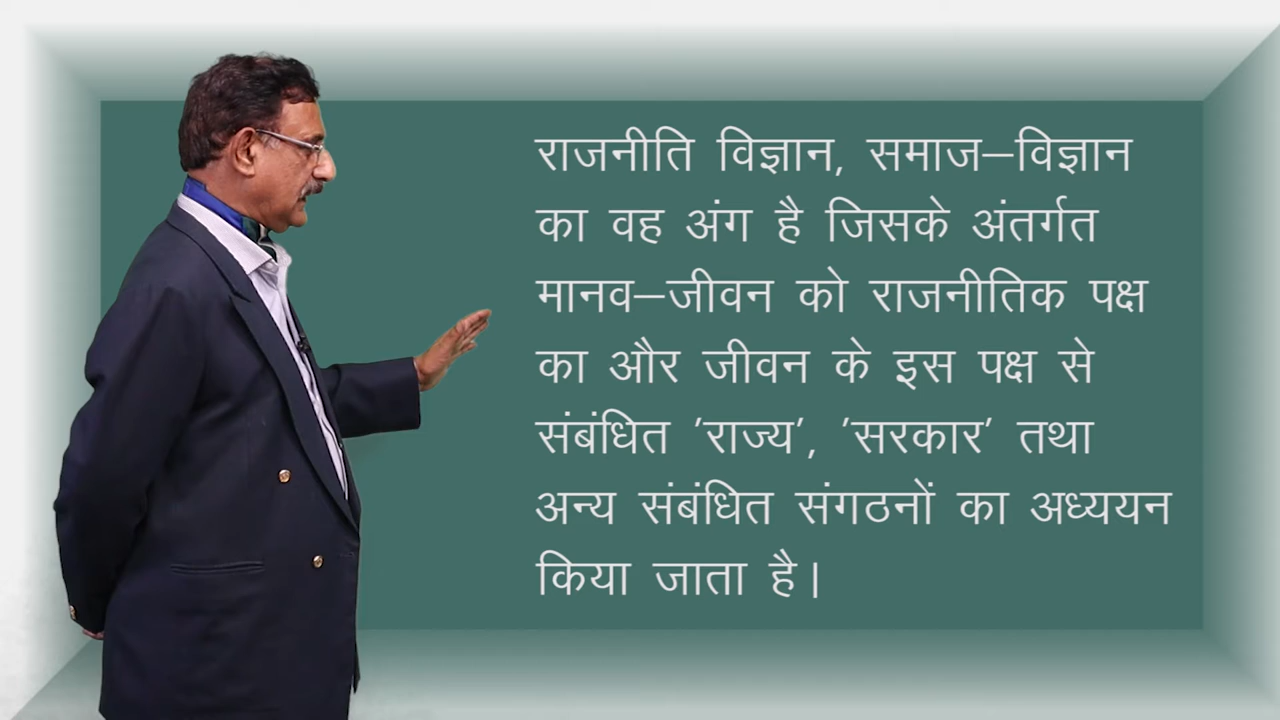 राजनीति विज्ञान, समाज–विज्ञान
का वह अंग है जिसके अंतर्गत
मानव–जीवन को राजनीतिक पक्ष
का और जीवन के इस पक्ष से
संबंधित 'राज्य', 'सरकार' तथा
अन्य संबंधित संगठनों का अध्ययन
किया जाता है।